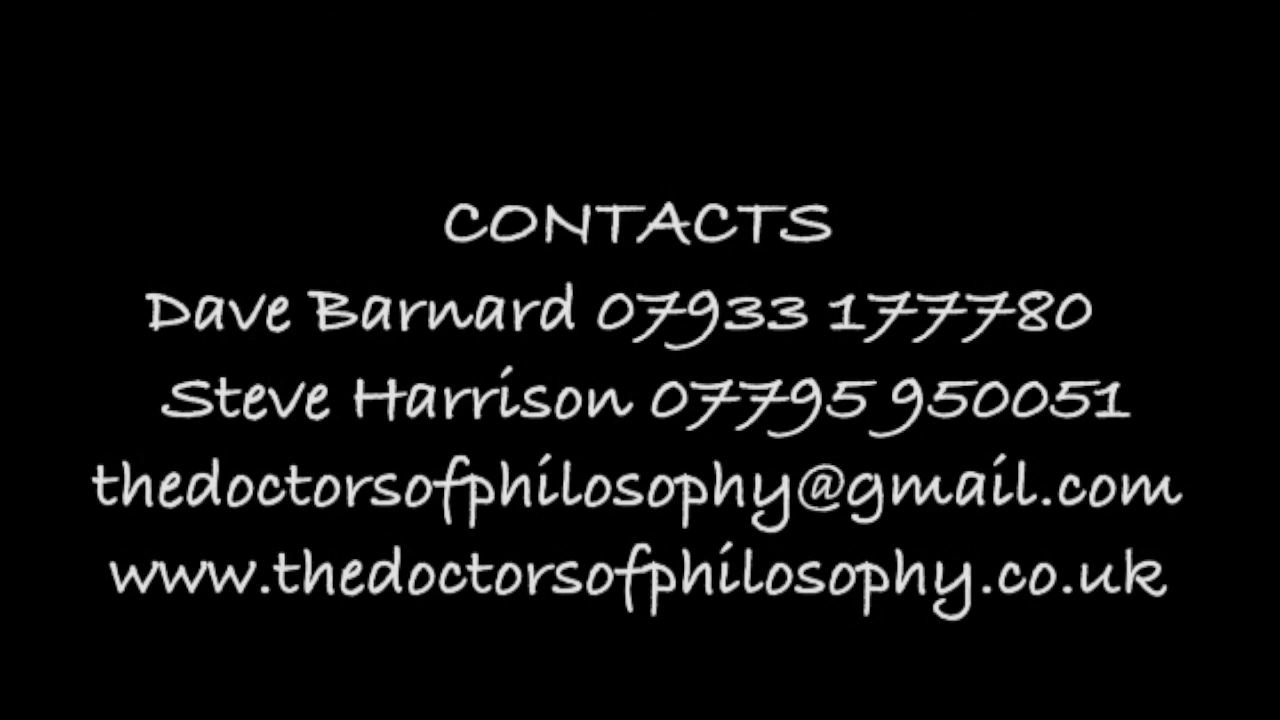 CONTACTS
Dave Barnard 07933 177780
Steve Harrison 07795 950051
thedoctorsofphilosophy@gmail.com
www.thedoctorsofphilosophy.co.uk